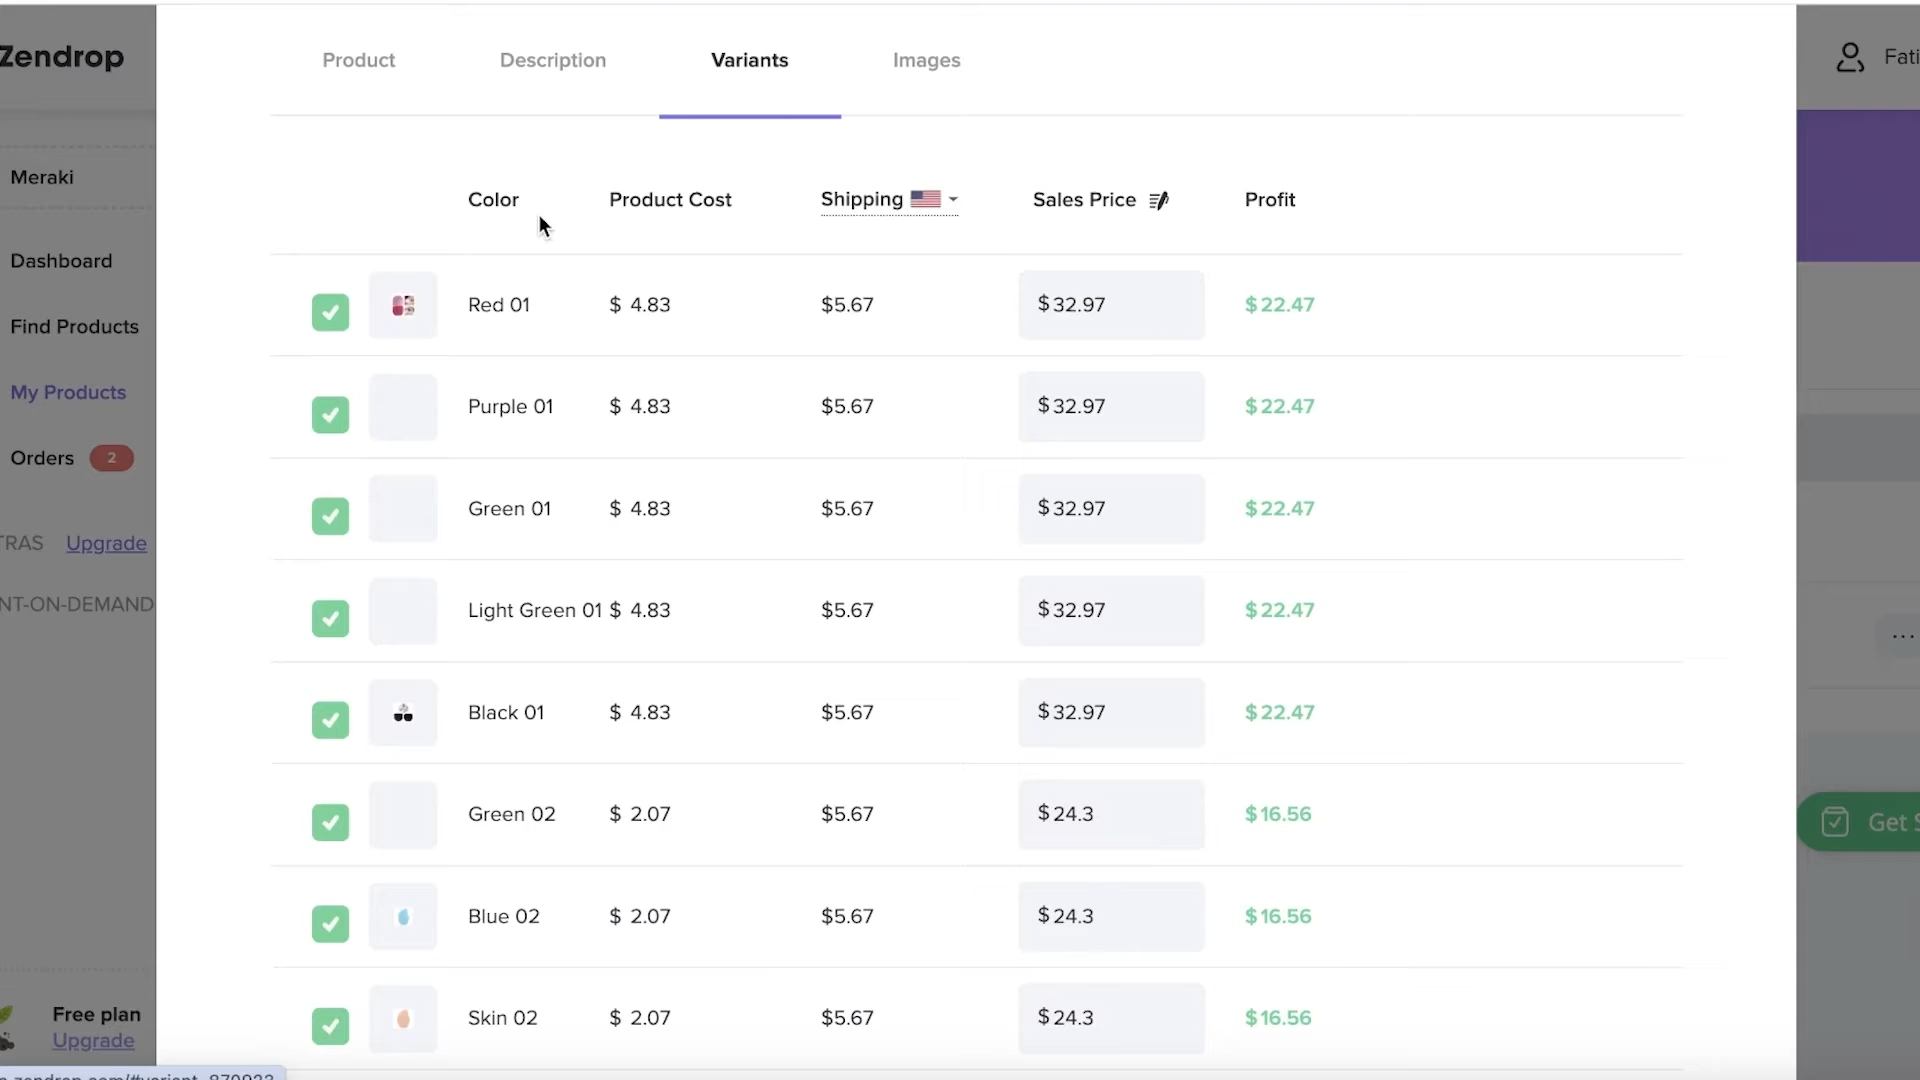 Zendrop
Product Description Variants Images
Fati
Meraki
Color Product Cost Shipping Sales Price Profit
Dashboard
Find Products
My Products
Orders 2
TRAS Upgrade
NT-ON-DEMAND
Red 01 $ 4.83 $5.67 $32.97 $22.47
Purple 01 $ 4.83 $5.67 $32.97 $22.47
Green 01 $ 4.83 $5.67 $32.97 $22.47
Light Green 01 $ 4.83 $5.67 $32.97 $22.47
Black 01 $ 4.83 $5.67 $32.97 $22.47
Green 02 $ 2.07 $5.67 $24.3 $16.56
Blue 02 $ 2.07 $5.67 $24.3 $16.56
Skin 02 $ 2.07 $5.67 $24.3 $16.56
Get S
Free plan
Upgrade